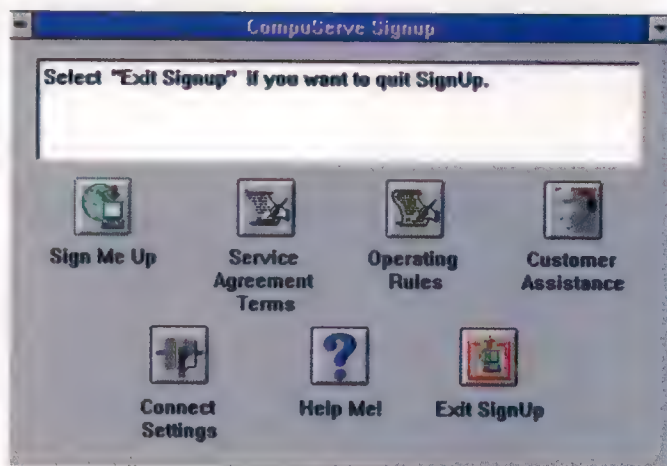 CompuServe Signup
Select "Exit Signup" if you want to quit SignUp.
Sign Me Up
Service
Agreement
Terms
Operating
Rules
Customer
Assistance
Connect
Settings
Help Me!
Exit SignUp